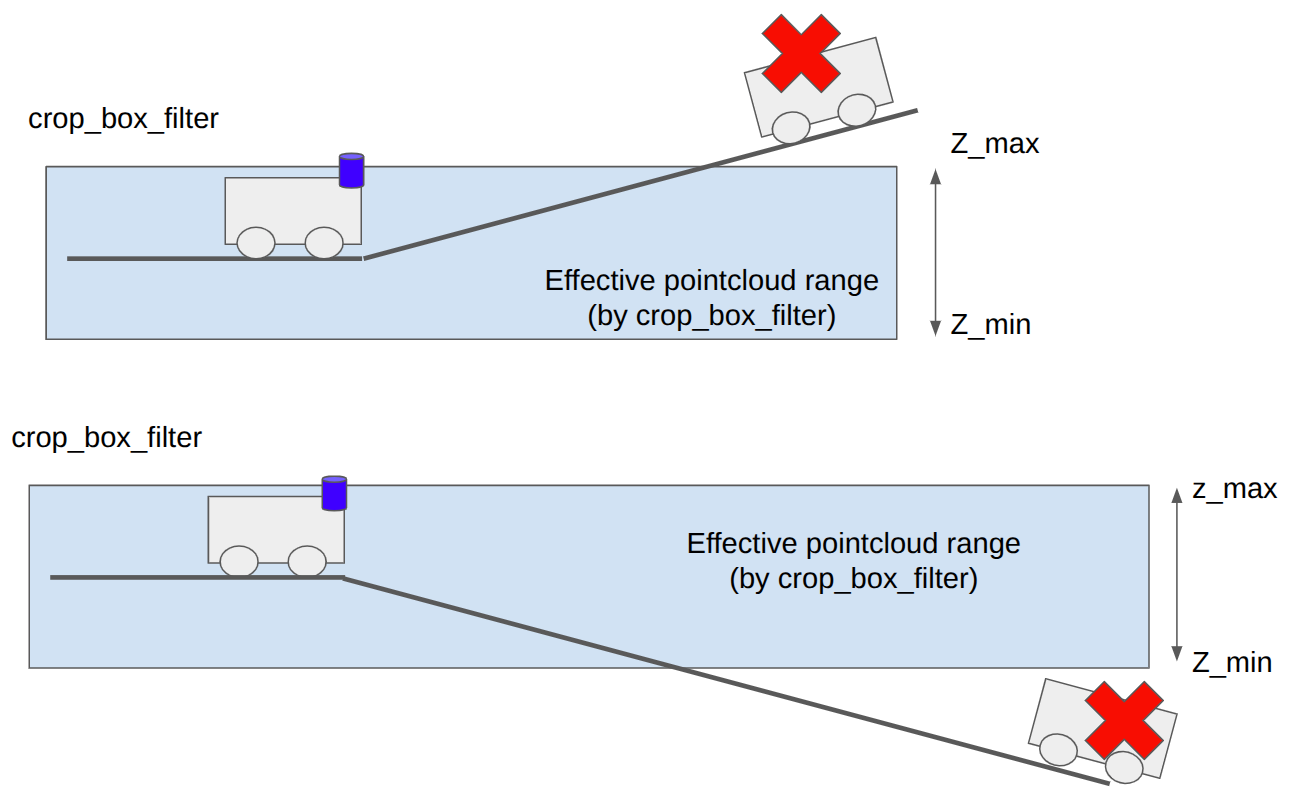 crop_box_filter
Z_max
Effective pointcloud range
(by crop_box_filter)
Z_min
crop_box_filter
z_max
Effective pointcloud range
(by crop_box_filter)
Z_min